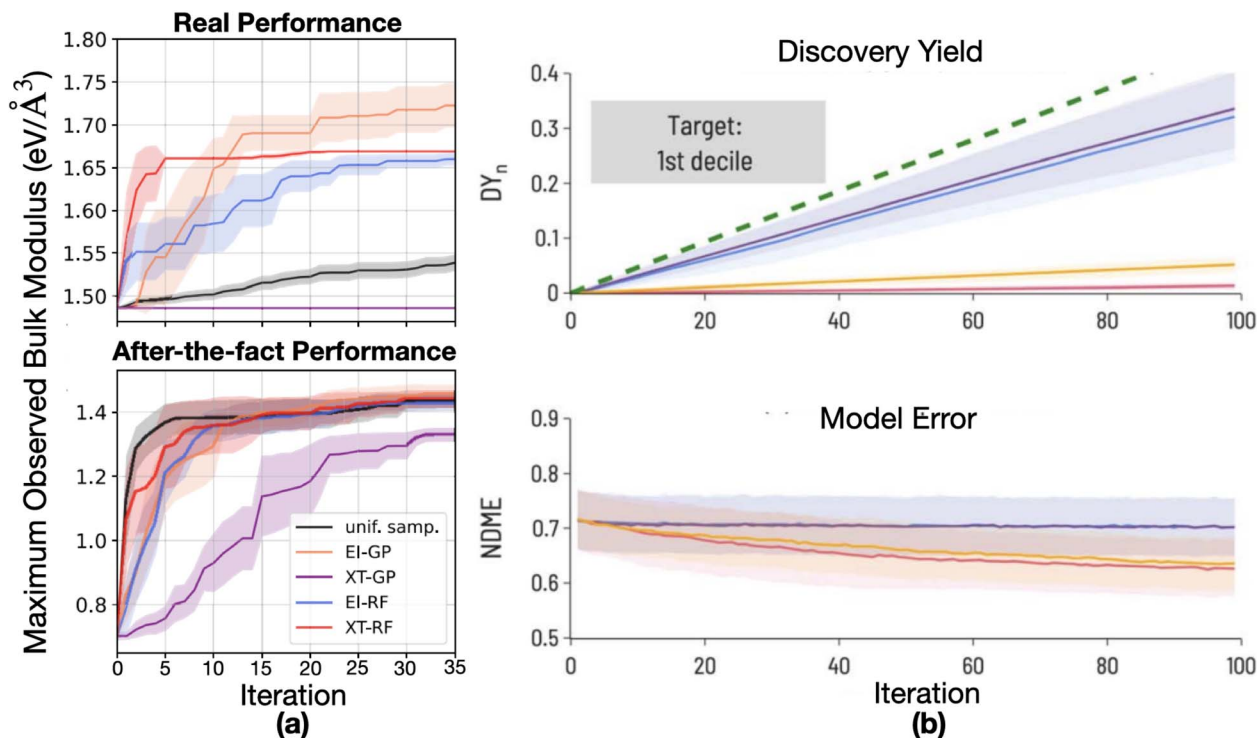 Real Performance
Maximum Observed Bulk Modulus (eV/Å³)
1.80
1.75
1.70
1.65
1.60
1.55
1.50
After-the-fact Performance
1.4
1.2
1.0
0.8
unif. samp.
EI-GP
XT-GP
EI-RF
XT-RF
0 5 10 15 20 25 30 35
Iteration
(a)
Discovery Yield
DYₙ
0.4
0.3
0.2
0.1
0
Target:
1st decile
0 20 40 60 80 100
Model Error
NDME
0.9
0.8
0.7
0.6
0.5
0 20 40 60 80 100
Iteration
(b)